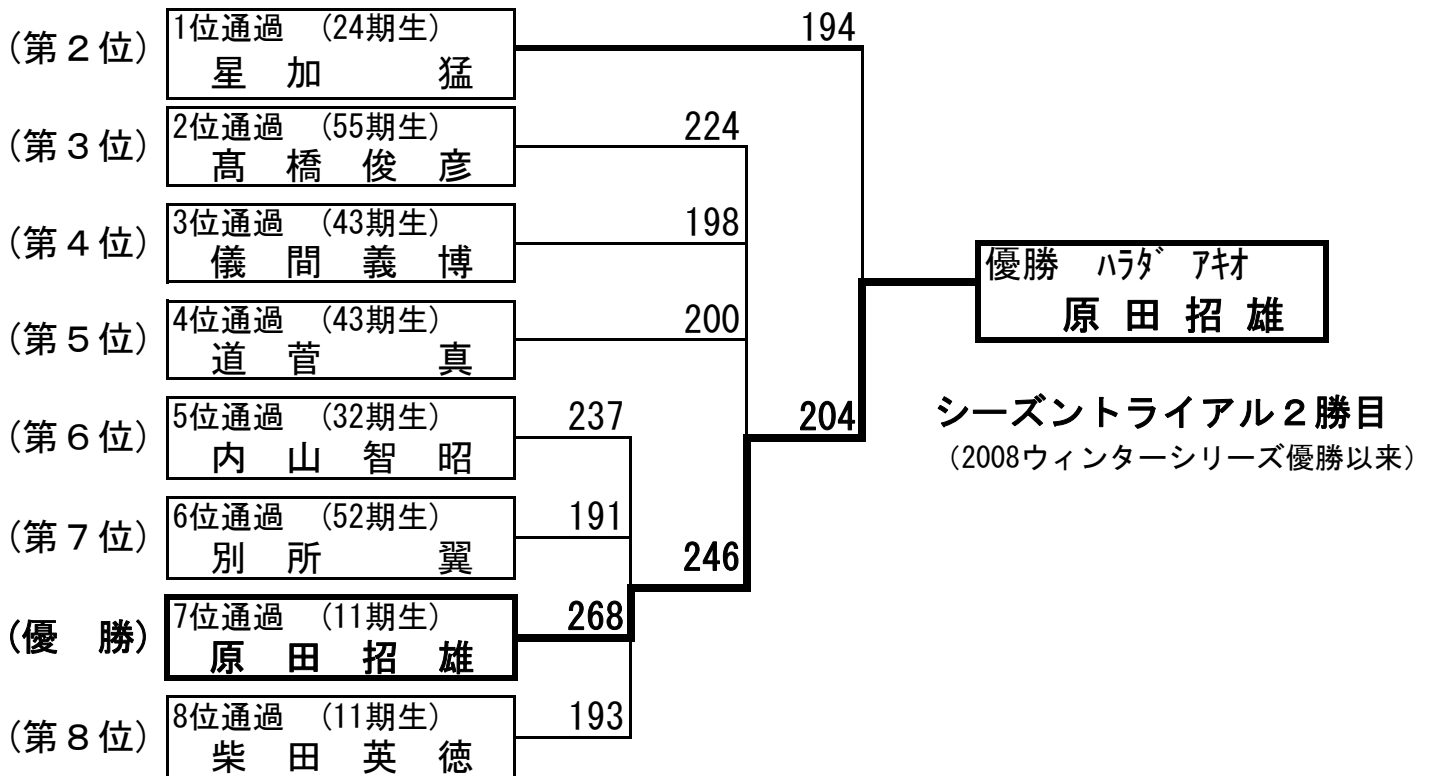 (第２位)
1位通過　(24期生)
星加　猛
194
(第３位)
2位通過　(55期生)
髙橋俊彦
224
(第４位)
3位通過　(43期生)
儀間義博
198
(第５位)
4位通過　(43期生)
道菅　真
200
(第６位)
5位通過　(32期生)
内山智昭
237
(第７位)
6位通過　(52期生)
別所　翼
191
(優　勝)
7位通過　(11期生)
原田招雄
268
(第８位)
8位通過　(11期生)
柴田英徳
193
246
204
優勝　ﾊﾗﾀﾞ ｱｷｵ
原田招雄
シーズントライアル２勝目
（2008ウィンターシリーズ優勝以来）